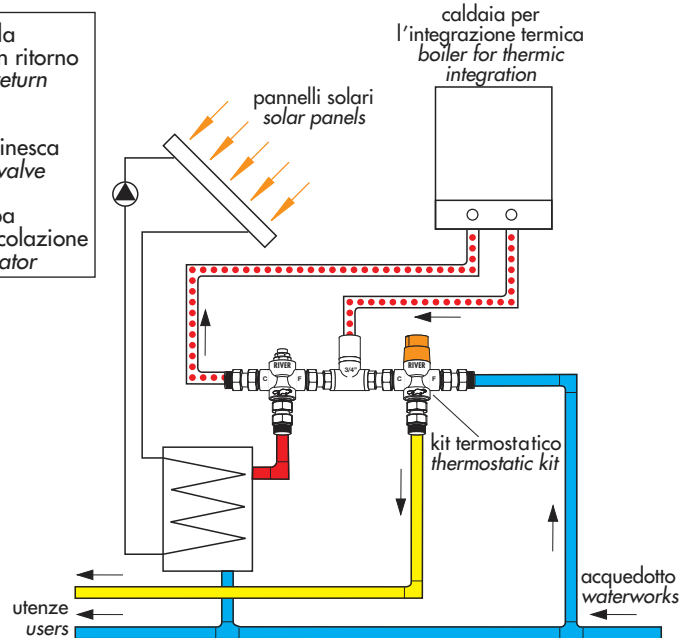 la
n ritorno
eturn
inesca
valve
pa
colazione
ator
pannelli solari
solar panels
caldaia per
l'integrazione termica
boiler for thermic
integration
RIVER
C F
3/4"
RIVER
C F
kit termostatico
thermostatic kit
acquedotto
waterworks
utenze
users